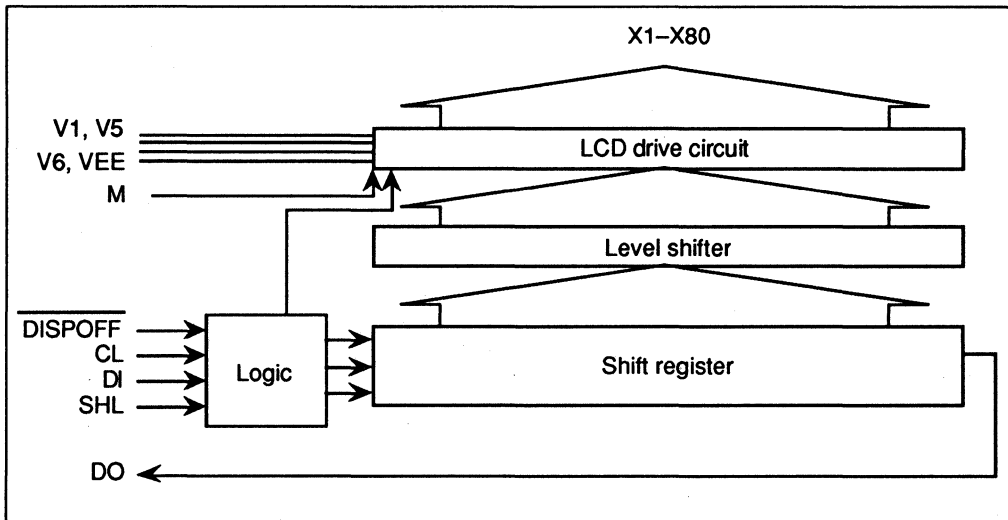 X1–X80
V1, V5
LCD drive circuit
V6, VEE
M
Level shifter
DISPOFF
CL
Logic
Shift register
DI
SHL
DO